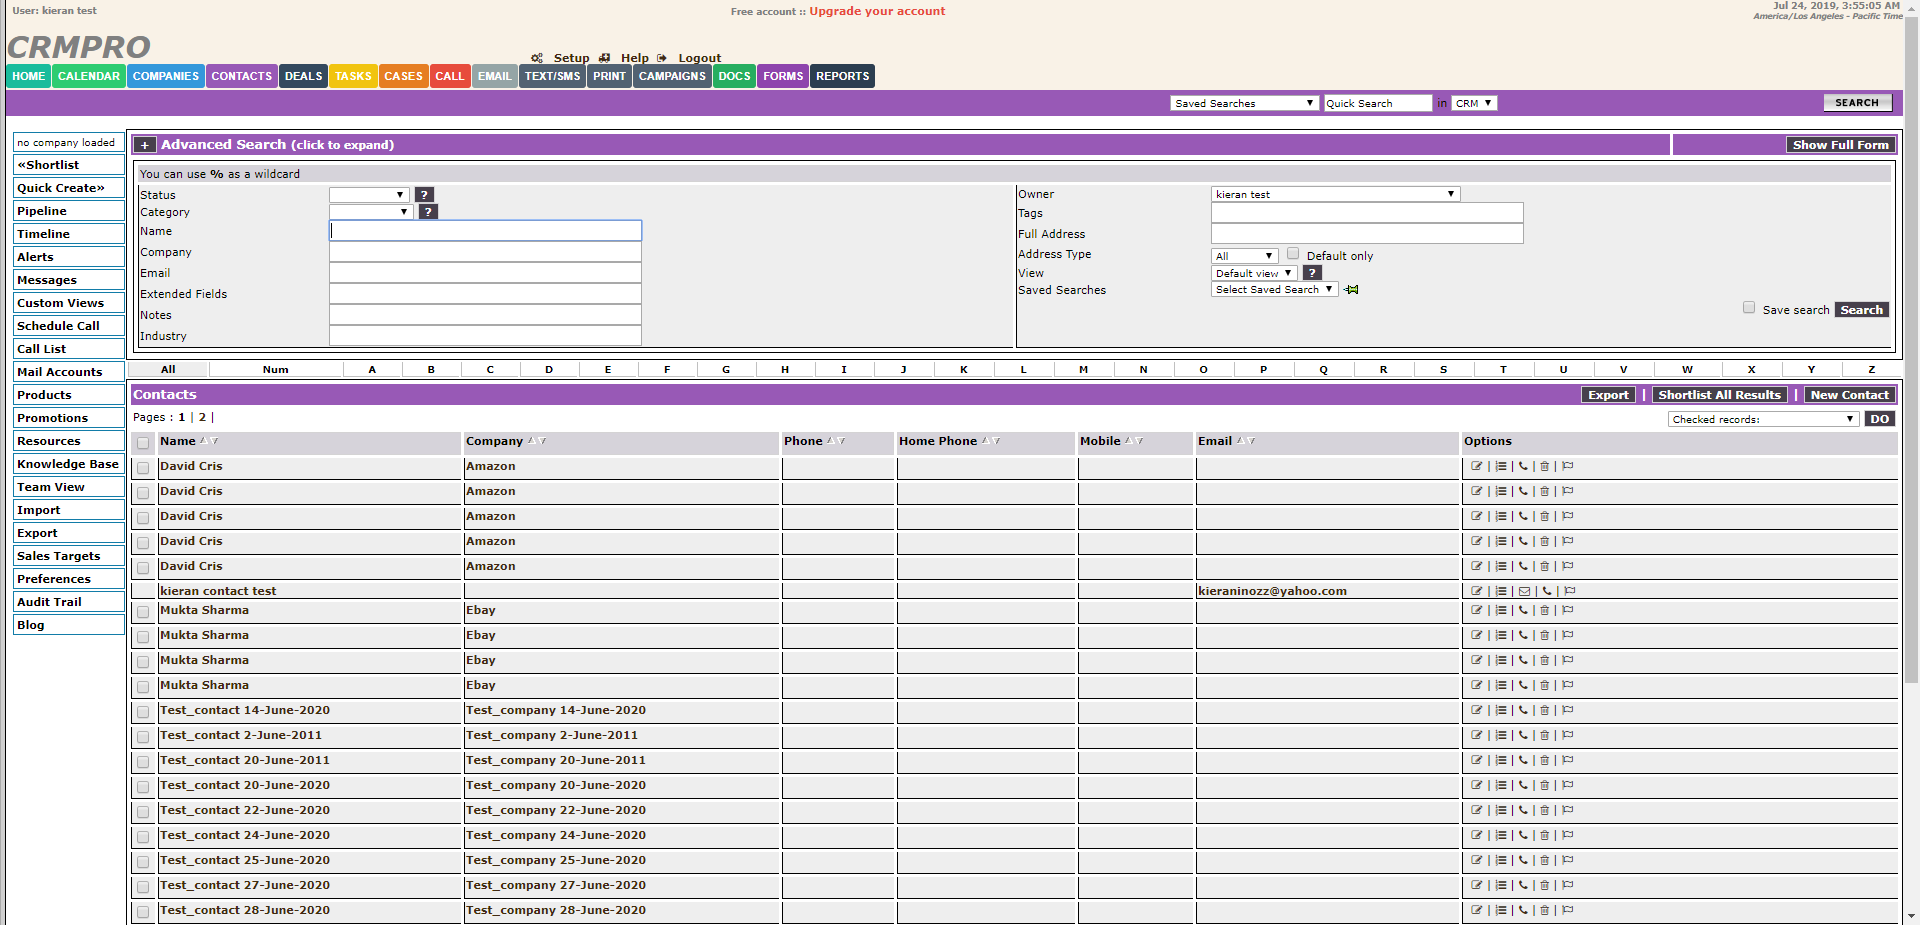 User: kieran test
Free account :: Upgrade your account
Jul 24, 2019, 3:55:05 AM
America/Los Angeles - Pacific Time
CRMPRO
Setup Help Logout
HOME CALENDAR COMPANIES CONTACTS DEALS TASKS CASES CALL EMAIL TEXT/SMS PRINT CAMPAIGNS DOCS FORMS REPORTS
Saved Searches Quick Search in CRM SEARCH
no company loaded
«Shortlist
Quick Create»
Pipeline
Timeline
Alerts
Messages
Custom Views
Schedule Call
Call List
Mail Accounts
Products
Promotions
Resources
Knowledge Base
Team View
Import
Export
Sales Targets
Preferences
Audit Trail
Blog
+ Advanced Search (click to expand) Show Full Form
You can use % as a wildcard
Status ?
Category ?
Name
Company
Email
Extended Fields
Notes
Industry
Owner kieran test
Tags
Full Address
Address Type All Default only
View Default view ?
Saved Searches Select Saved Search
Save search Search
All Num A B C D E F G H I J K L M N O P Q R S T U V W X Y Z
Contacts Export | Shortlist All Results | New Contact
Pages : 1 | 2 |
Checked records: DO
Name Company Phone Home Phone Mobile Email Options
David Cris Amazon
David Cris Amazon
David Cris Amazon
David Cris Amazon
David Cris Amazon
kieran contact test kieraninozz@yahoo.com
Mukta Sharma Ebay
Mukta Sharma Ebay
Mukta Sharma Ebay
Mukta Sharma Ebay
Test_contact 14-June-2020 Test_company 14-June-2020
Test_contact 2-June-2011 Test_company 2-June-2011
Test_contact 20-June-2011 Test_company 20-June-2011
Test_contact 20-June-2020 Test_company 20-June-2020
Test_contact 22-June-2020 Test_company 22-June-2020
Test_contact 24-June-2020 Test_company 24-June-2020
Test_contact 25-June-2020 Test_company 25-June-2020
Test_contact 27-June-2020 Test_company 27-June-2020
Test_contact 28-June-2020 Test_company 28-June-2020